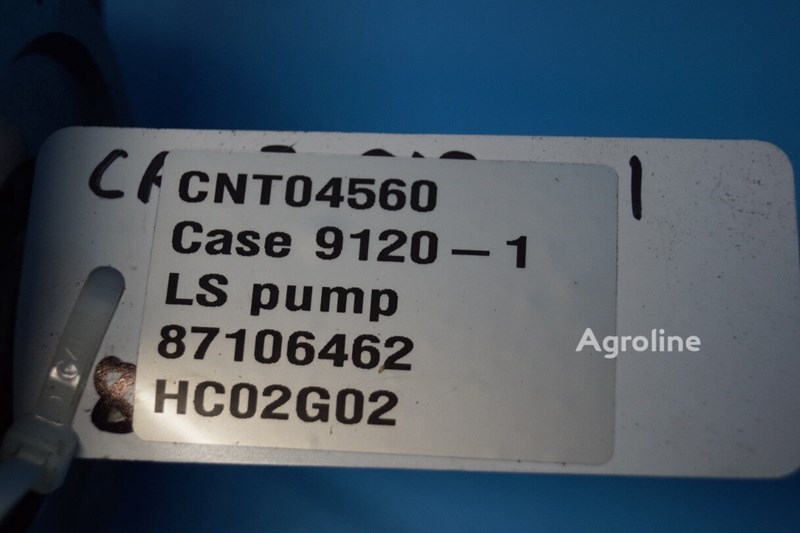 CNT04560
Case 9120 – 1
LS pump
87106462
HC02G02
Agroline